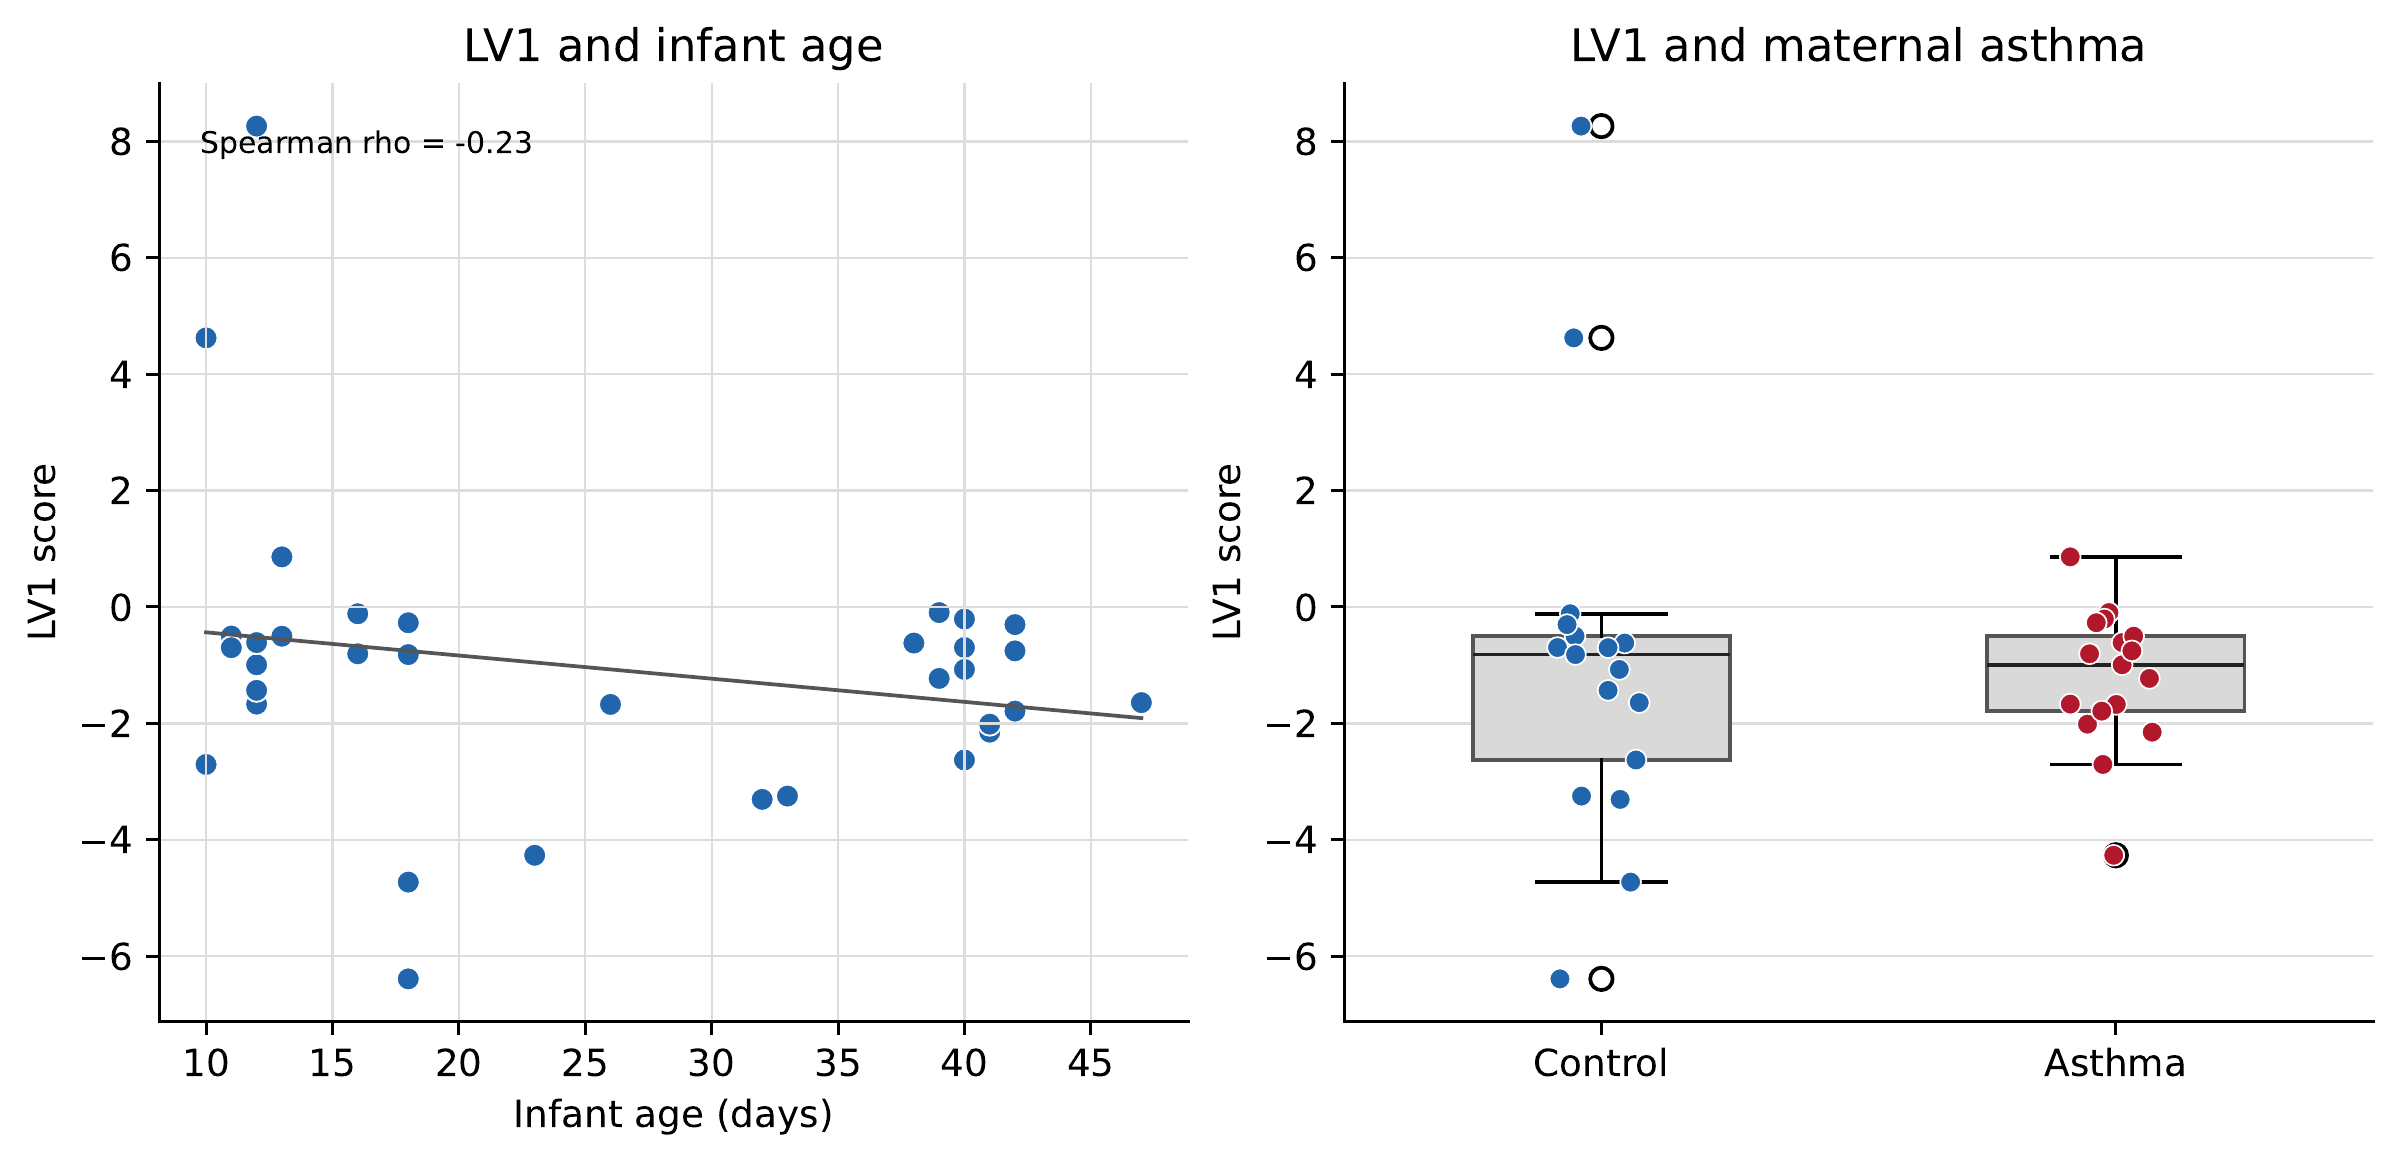 LV1 and infant age
Spearman rho = -0.23
LV1 score
8
6
4
2
0
−2
−4
−6
10 15 20 25 30 35 40 45
Infant age (days)
LV1 and maternal asthma
LV1 score
8
6
4
2
0
−2
−4
−6
Control Asthma